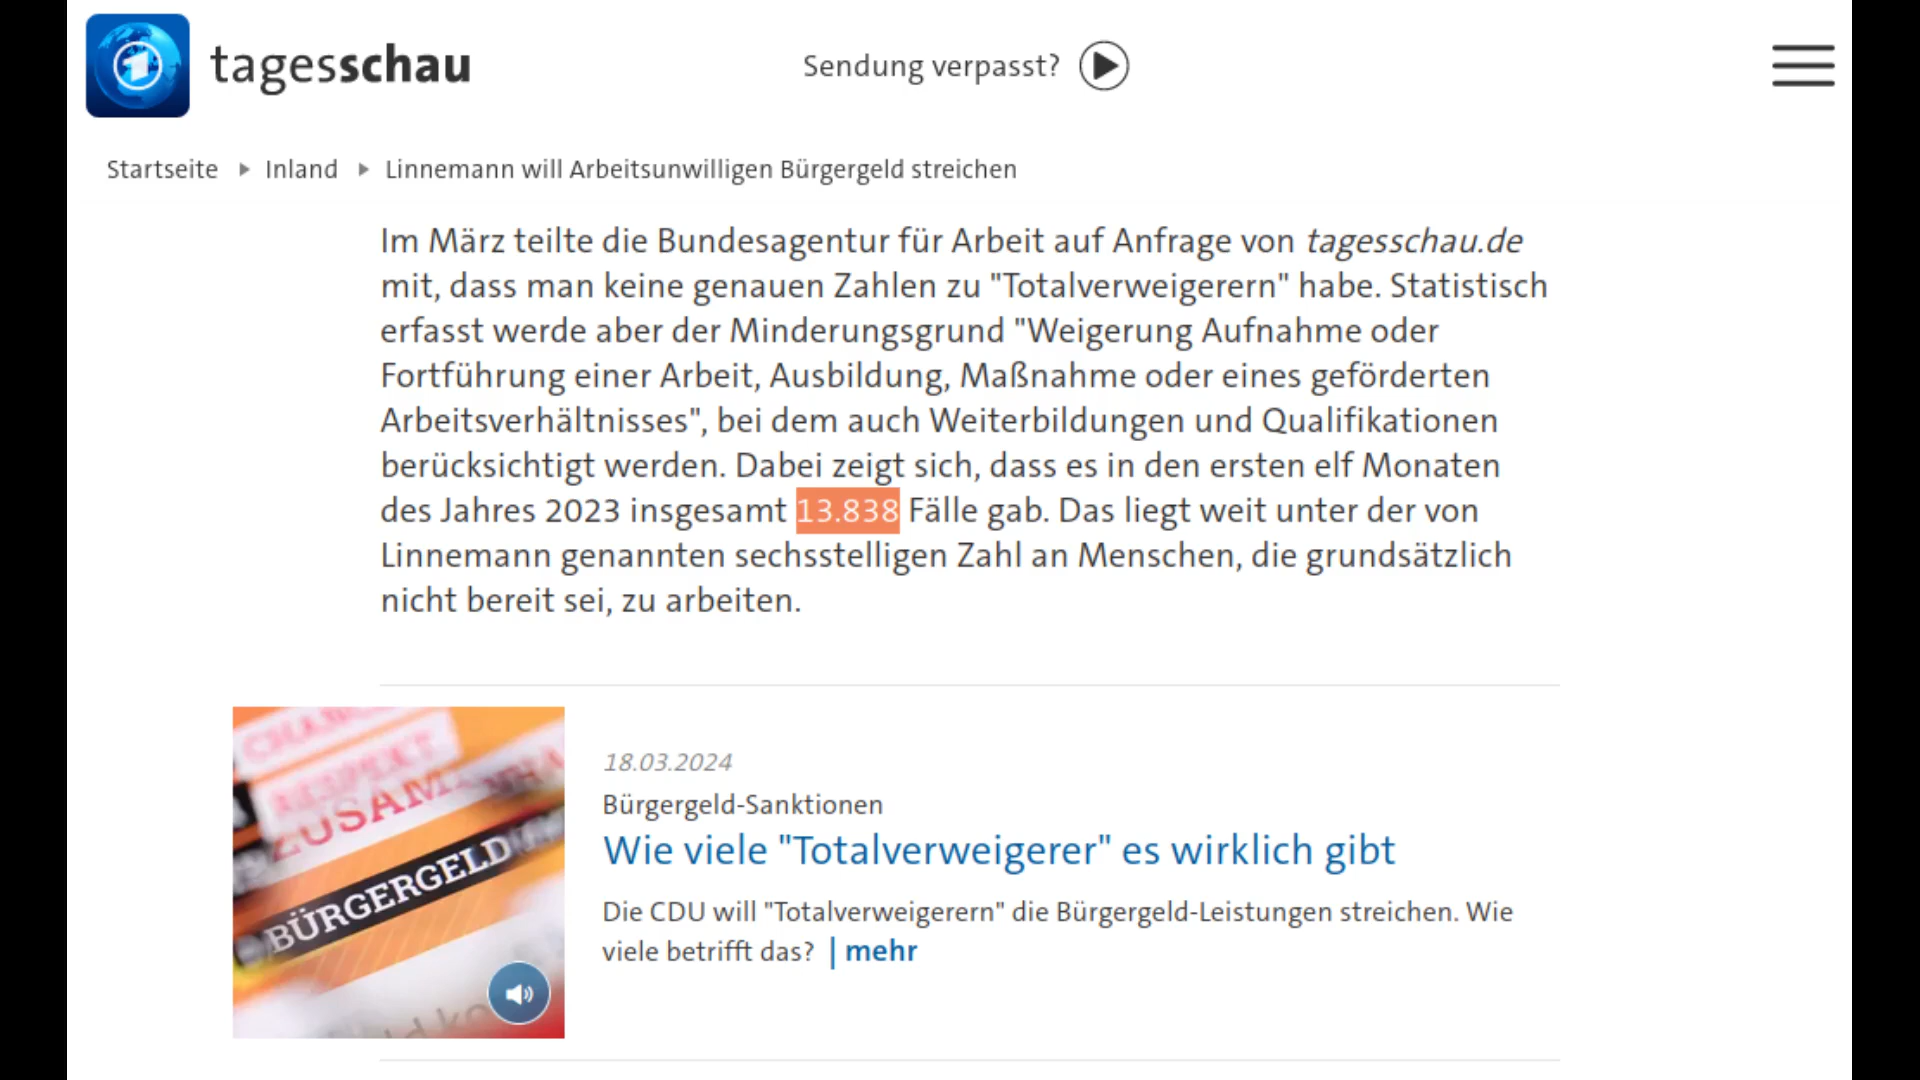 tagesschau
Sendung verpasst?
Startseite
Inland
Linnemann will Arbeitsunwilligen Bürgergeld streichen
Im März teilte die Bundesagentur für Arbeit auf Anfrage von tagesschau.de
mit, dass man keine genauen Zahlen zu "Totalverweigerern" habe. Statistisch
erfasst werde aber der Minderungsgrund "Weigerung Aufnahme oder
Fortführung einer Arbeit, Ausbildung, Maßnahme oder eines geförderten
Arbeitsverhältnisses", bei dem auch Weiterbildungen und Qualifikationen
berücksichtigt werden. Dabei zeigt sich, dass es in den ersten elf Monaten
des Jahres 2023 insgesamt 13.838 Fälle gab. Das liegt weit unter der von
Linnemann genannten sechsstelligen Zahl an Menschen, die grundsätzlich
nicht bereit sei, zu arbeiten.
RESPEKT
BÜRGERGELD
18.03.2024
Bürgergeld-Sanktionen
Wie viele "Totalverweigerer" es wirklich gibt
Die CDU will "Totalverweigerern" die Bürgergeld-Leistungen streichen. Wie
viele betrifft das? | mehr